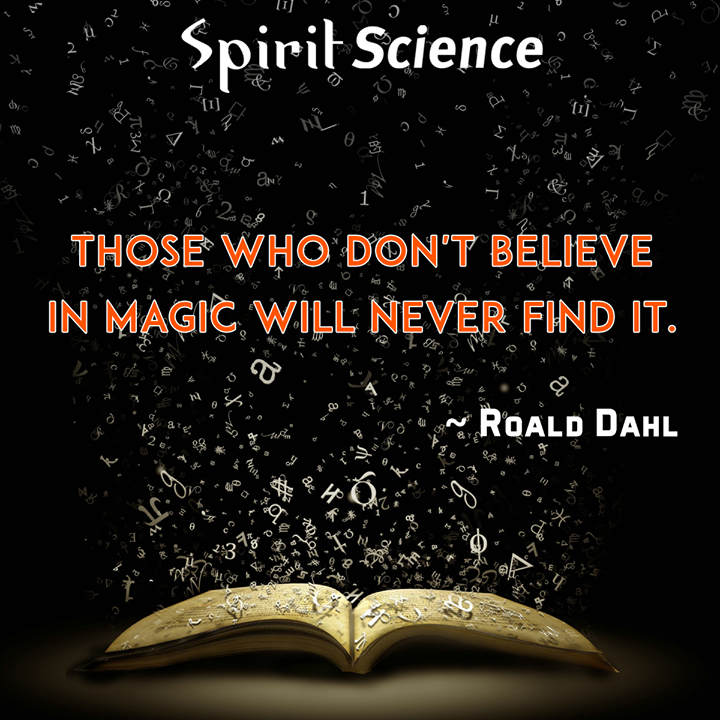 Spirit Science
THOSE WHO DON'T BELIEVE
IN MAGIC WILL NEVER FIND IT.
~ ROALD DAHL